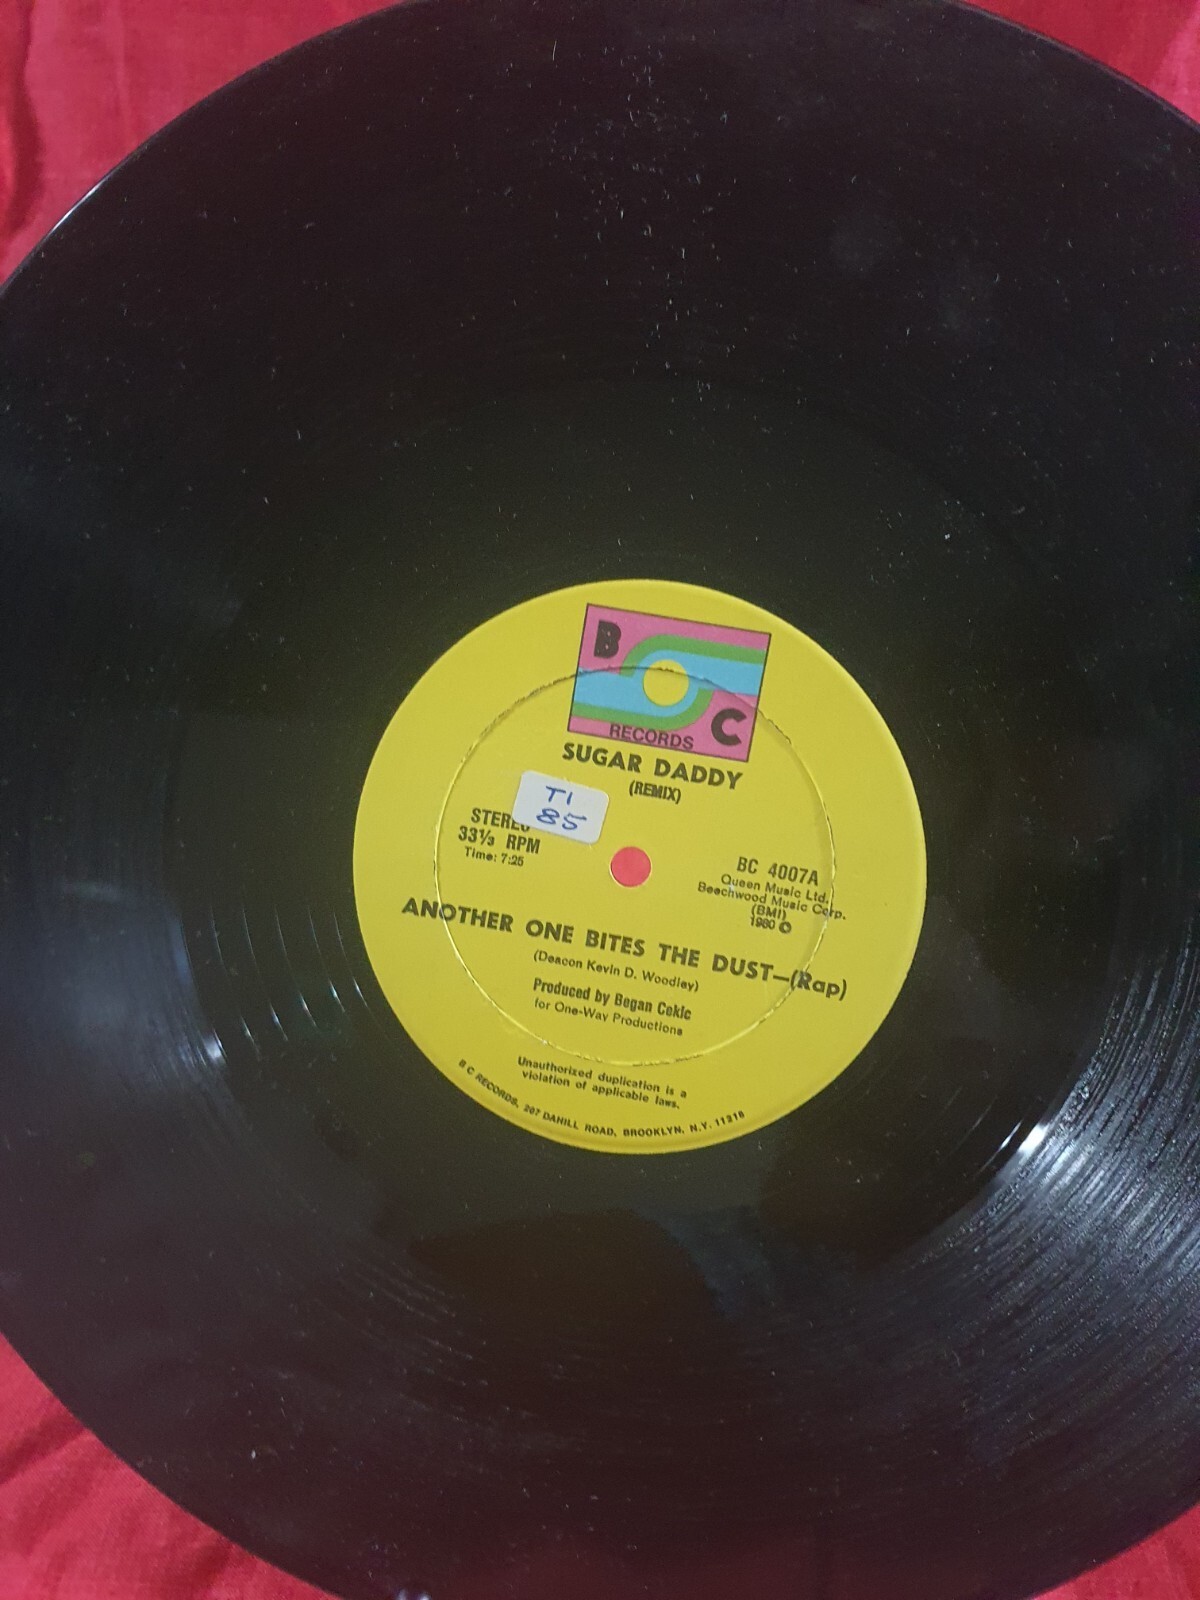 B
C
RECORDS
SUGAR DADDY
(REMIX)
T1
85
STEREO
33⅓ RPM
Time: 7:25
BC 4007A
Queen Music Ltd.
Beechwood Music Corp.
(BMI)
1980 ©
ANOTHER ONE BITES THE DUST—(Rap)
(Deacon Kevin D. Woodley)
Produced by Began Cekic
for One-Way Productions
Unauthorized duplication is a
violation of applicable laws.
B C RECORDS, 207 DAHILL ROAD, BROOKLYN, N.Y. 11218